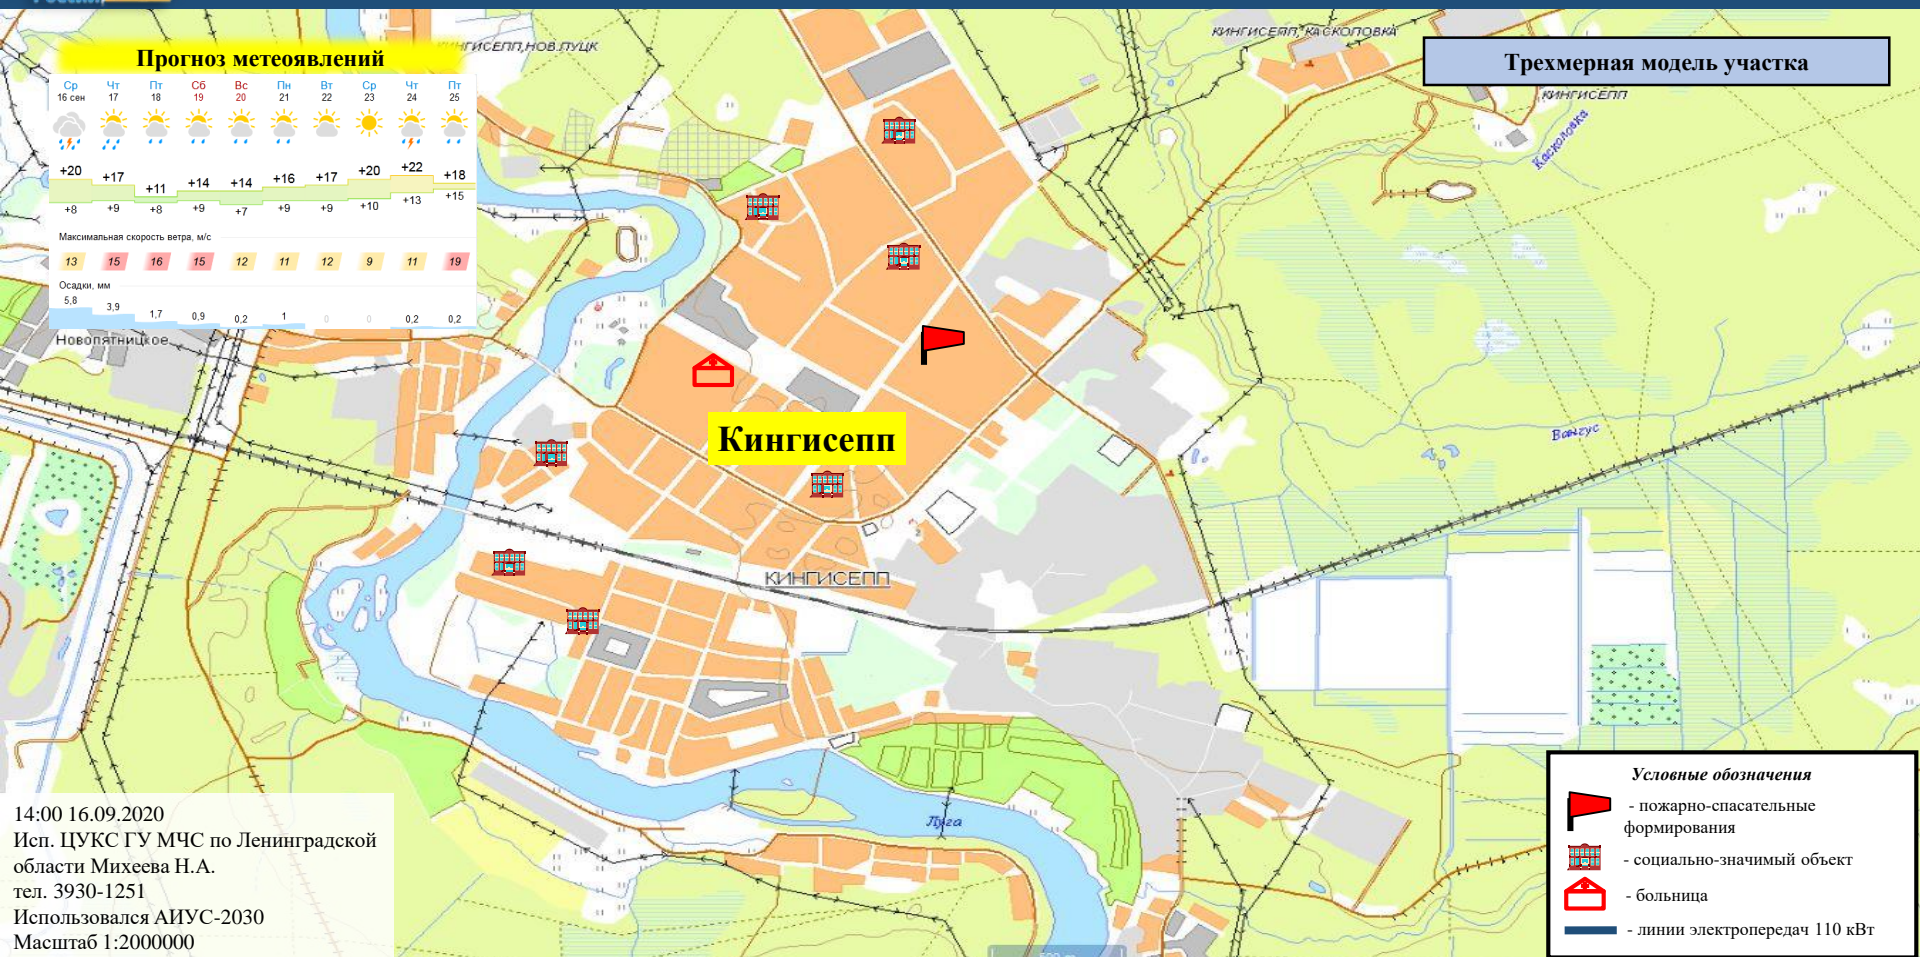 Прогноз метеоявлений
Ср Чт Пт Сб Вс Пн Вт Ср Чт Пт
16 сен 17 18 19 20 21 22 23 24 25
+20 +17 +11 +14 +14 +16 +17 +20 +22 +18
+8 +9 +8 +9 +7 +9 +9 +10 +13 +15
Максимальная скорость ветра, м/с
13 15 16 15 12 11 12 9 11 19
Осадки, мм
5,8 3,9 1,7 0,9 0,2 1 0 0 0,2 0,2
КИНГИСЕПП, КАСКОЛОВКА
Трехмерная модель участка
КИНГИСЕПП
Касколовка
Новопятницкое
Кингисепп
Вангус
КИНГИСЕПП
Луга
14:00 16.09.2020
Исп. ЦУКС ГУ МЧС по Ленинградской
области Михеева Н.А.
тел. 3930-1251
Использовался АИУС-2030
Масштаб 1:2000000
Условные обозначения
- пожарно-спасательные
формирования
- социально-значимый объект
- больница
- линии электропередач 110 кВт